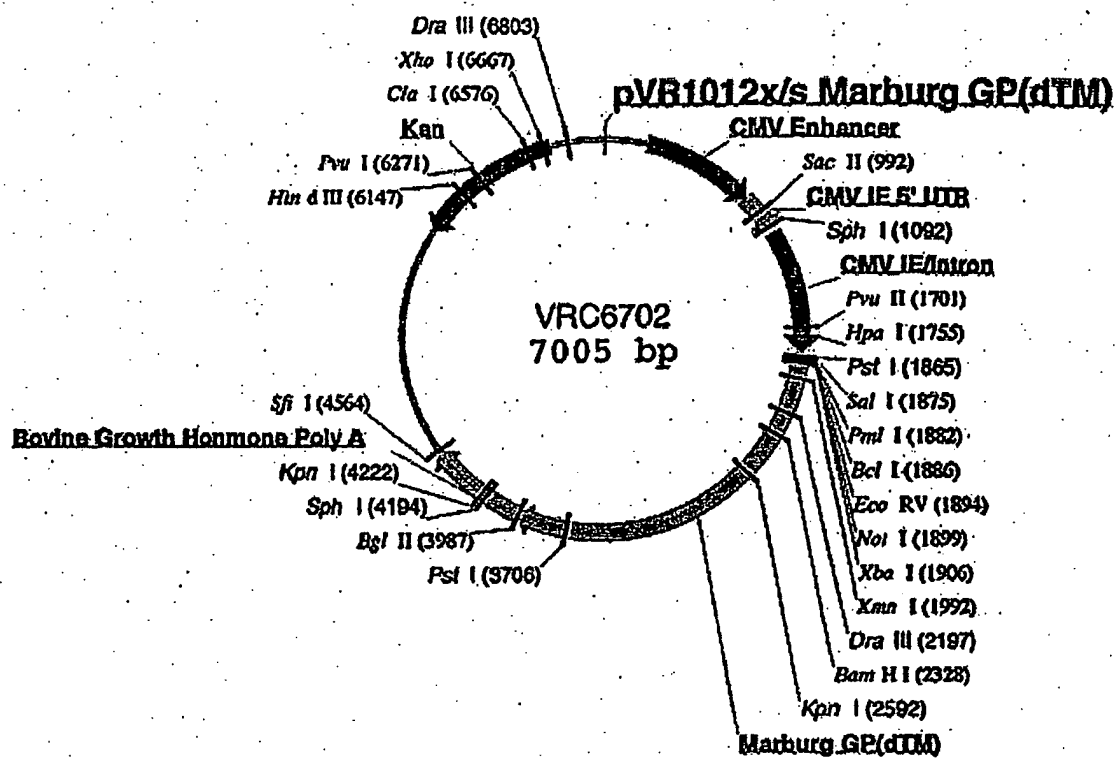 Dra III (6803)
Xho I (6667)
Cla I (6576)
Kan
Pvu I (6271)
Hin d III (6147)
pVR1012x/s Marburg GP(dTM)
CMV Enhancer
Sac II (992)
CMV IE 5' UTR
Sph I (1092)
CMV IE/Intron
Pvu II (1701)
Hpa I (1755)
Pst I (1865)
Sal I (1875)
Pml I (1882)
Bcl I (1886)
Eco RV (1894)
Not I (1899)
Xba I (1906)
Xmn I (1992)
Dra III (2197)
Bam H I (2328)
Kpn I (2592)
Marburg GP(dTM)
VRC6702
7005 bp
Sfi I (4564)
Bovine Growth Honmona Poly A
Kpn I (4222)
Sph I (4194)
Bgl II (3987)
Pst I (3706)